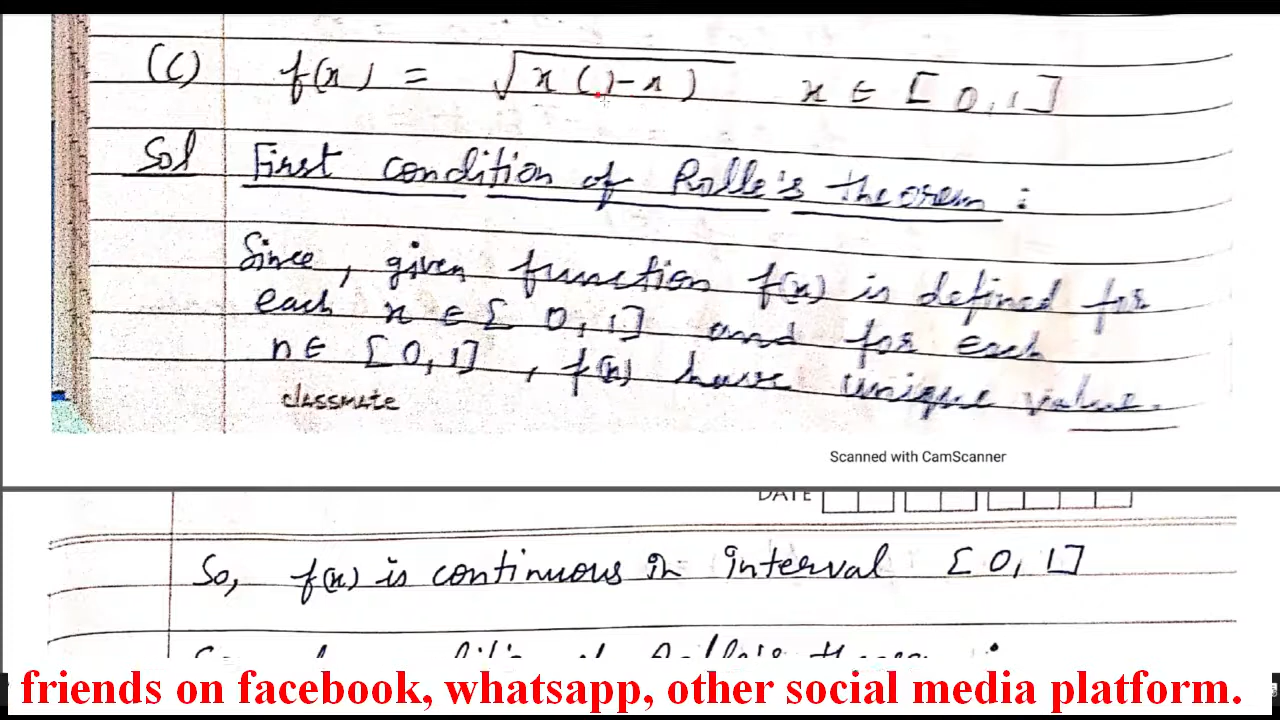 (C) f(x) = √x(1-x) x ∈ [0,1]
Sol First condition of Rolle's theorem :
Since, given function f(x) is defined for
each x ∈ [0,1] and for each
n ∈ [0,1], f(x) have unique value.
classmate
Scanned with CamScanner
DATE
So, f(x) is continuous in interval [0,1]
friends on facebook, whatsapp, other social media platform.